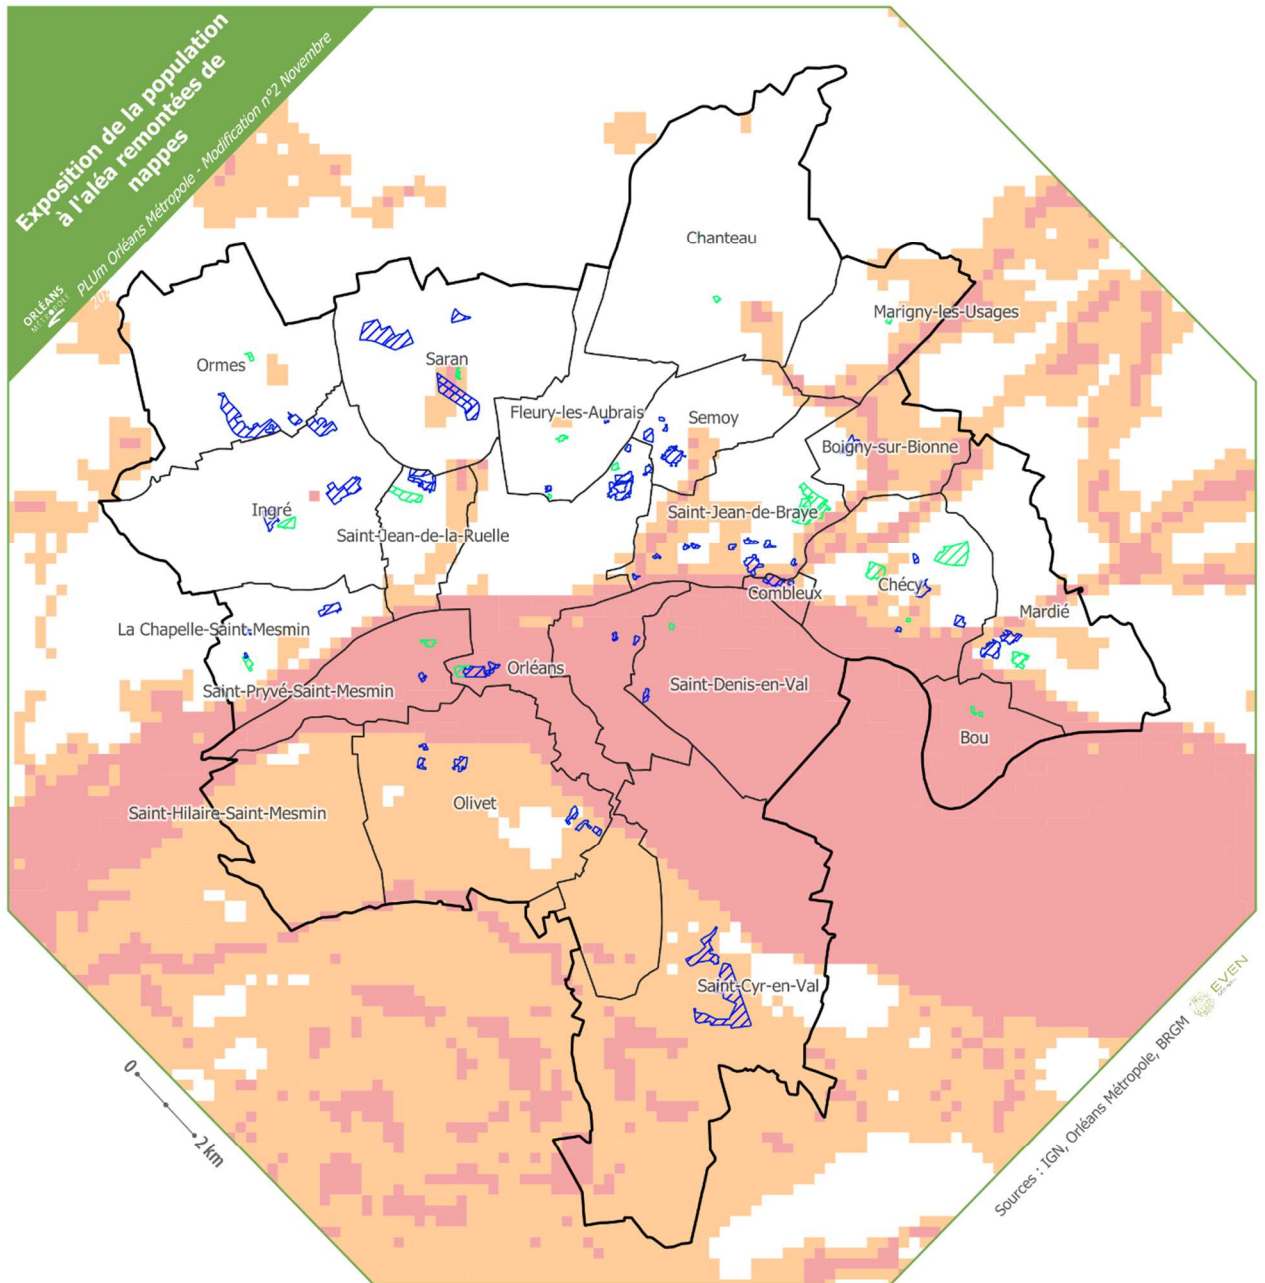 Exposition de la population
à l'aléa remontées de
nappes
PLUm Orléans Métropole - Modification n°2 Novembre
ORLÉANS
MÉTROPOLE
Chanteau
Marigny-les-Usages
Ormes
Saran
Fleury-les-Aubrais
Semoy
Boigny-sur-Bionne
Ingré
Saint-Jean-de-Braye
Saint-Jean-de-la-Ruelle
Chécy
Combleux
Mardié
La Chapelle-Saint-Mesmin
Orléans
Saint-Pryvé-Saint-Mesmin
Saint-Denis-en-Val
Bou
Olivet
Saint-Hilaire-Saint-Mesmin
Saint-Cyr-en-Val
0
2 km
Sources : IGN, Orléans Métropole, BRGM
EVEN